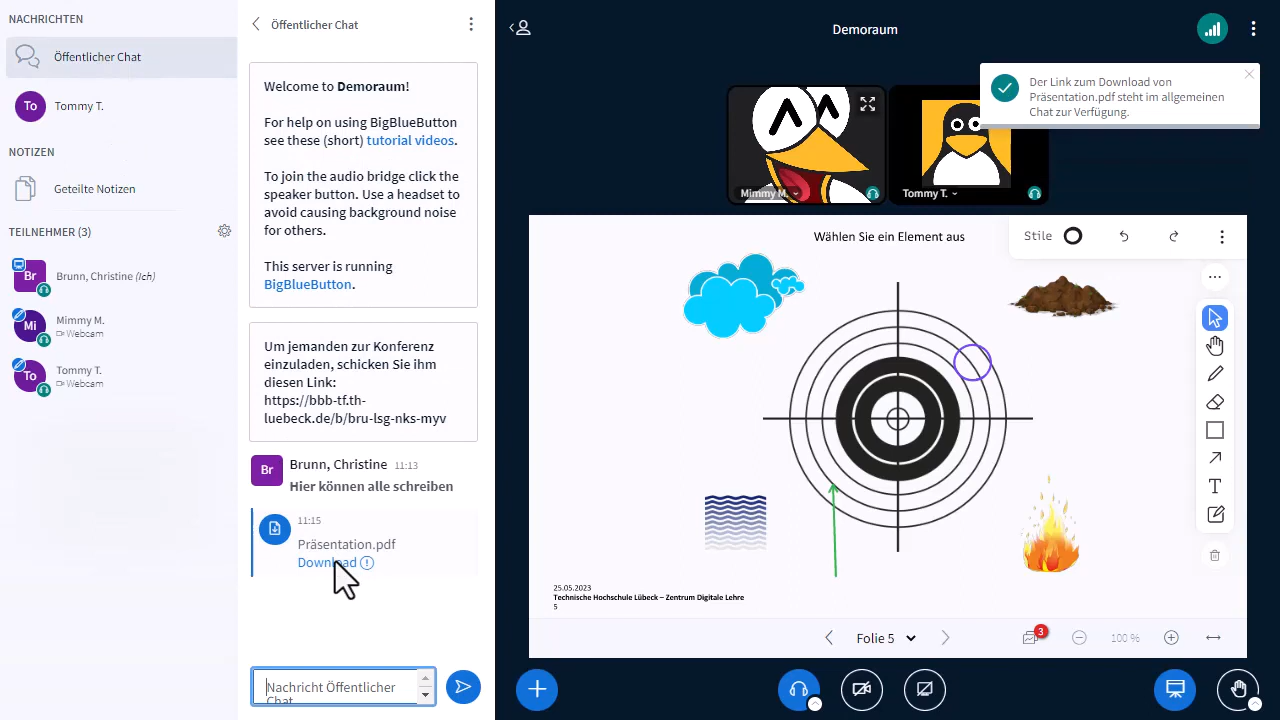 NACHRICHTEN
Öffentlicher Chat
To
Tommy T.
NOTIZEN
Geteilte Notizen
TEILNEHMER (3)
Br
Brunn, Christine (Ich)
Mi
Mimmy M.
Webcam
To
Tommy T.
Webcam
Öffentlicher Chat
Welcome to Demoraum!
For help on using BigBlueButton
see these (short) tutorial videos.
To join the audio bridge click the
speaker button. Use a headset to
avoid causing background noise
for others.
This server is running
BigBlueButton.
Um jemanden zur Konferenz
einzuladen, schicken Sie ihm
diesen Link:
https://bbb-tf.th-
luebeck.de/b/bru-lsg-nks-myv
Br
Brunn, Christine 11:13
Hier können alle schreiben
11:15
Präsentation.pdf
Download
Nachricht Öffentlicher
Chat
Demoraum
Der Link zum Download von
Präsentation.pdf steht im allgemeinen
Chat zur Verfügung.
Mimmy M.
Tommy T.
Wählen Sie ein Element aus
Stile
T
25.05.2023
Technische Hochschule Lübeck – Zentrum Digitale Lehre
5
Folie 5
3
100 %